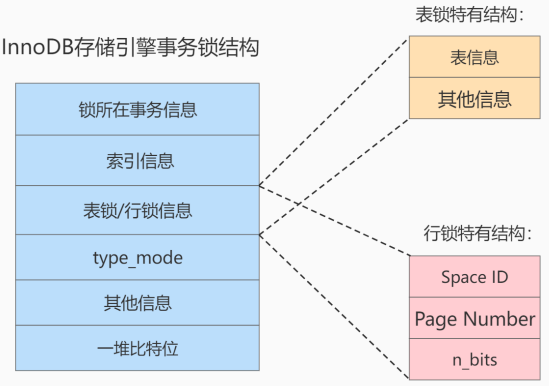 InnoDB存储引擎事务锁结构
锁所在事务信息
索引信息
表锁/行锁信息
type_mode
其他信息
一堆比特位
表锁特有结构：
表信息
其他信息
行锁特有结构：
Space ID
Page Number
n_bits